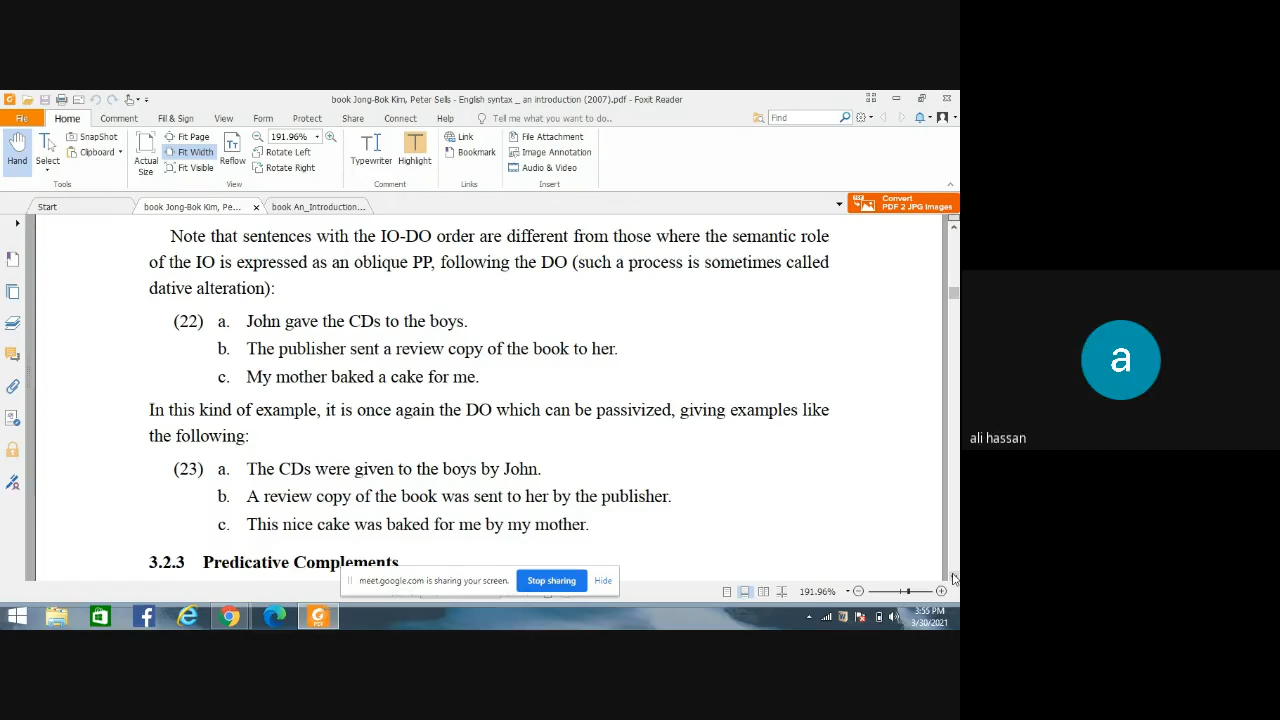 book Jong-Bok Kim, Peter Sells - English syntax _ an introduction (2007).pdf - Foxit Reader
File Home Comment Fill & Sign View Form Protect Share Connect Help Tell me what you want to do.. Find
Hand
Select
SnapShot
Clipboard
Tools
Actual Size
Fit Page
Fit Width
Fit Visible
Reflow
191.96%
Rotate Left
Rotate Right
View
Typewriter
Highlight
Comment
Link
Bookmark
Links
File Attachment
Image Annotation
Audio & Video
Insert
Start
book Jong-Bok Kim, Pe...
book An_Introduction...
Convert
PDF 2 JPG Images
Note that sentences with the IO-DO order are different from those where the semantic role
of the IO is expressed as an oblique PP, following the DO (such a process is sometimes called
dative alteration):
(22) a. John gave the CDs to the boys.
b. The publisher sent a review copy of the book to her.
c. My mother baked a cake for me.
In this kind of example, it is once again the DO which can be passivized, giving examples like
the following:
(23) a. The CDs were given to the boys by John.
b. A review copy of the book was sent to her by the publisher.
c. This nice cake was baked for me by my mother.
3.2.3 Predicative Complements
meet.google.com is sharing your screen. Stop sharing Hide
191.96%
3:55 PM
3/30/2021
a
ali hassan